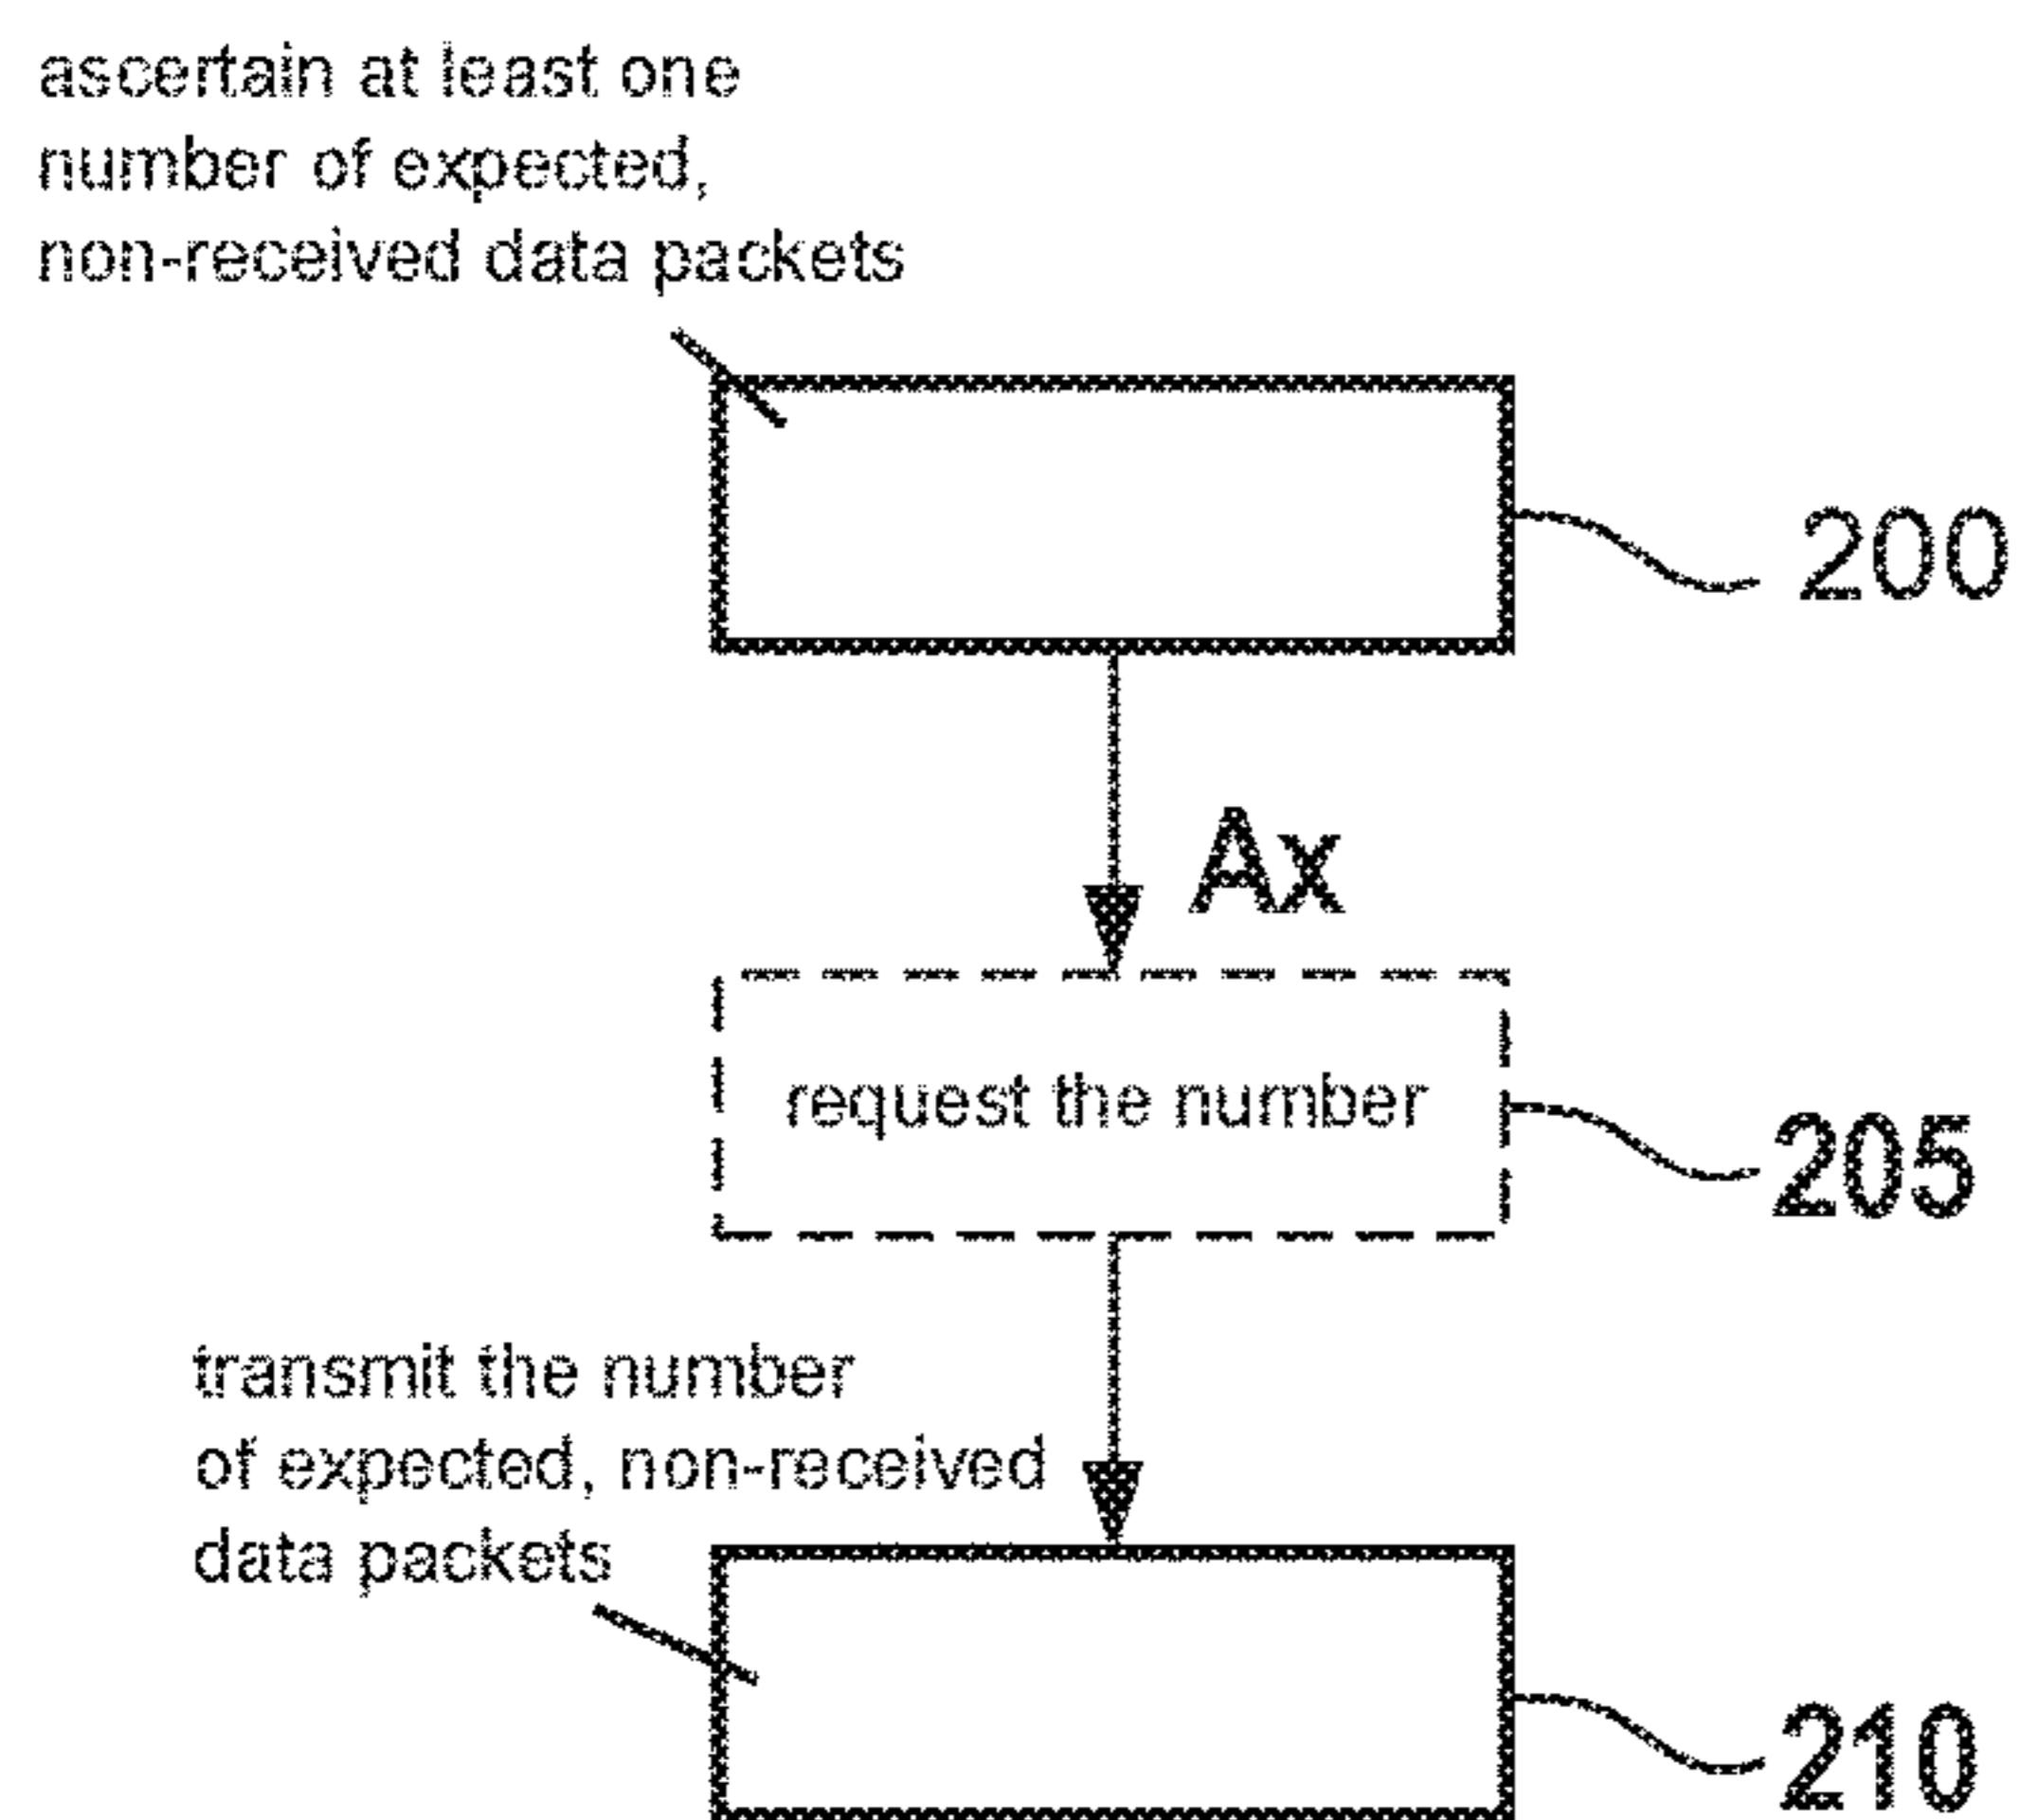 ascertain at least one
number of expected,
non-received data packets
200
Ax
request the number
205
transmit the number
of expected, non-received
data packets
210